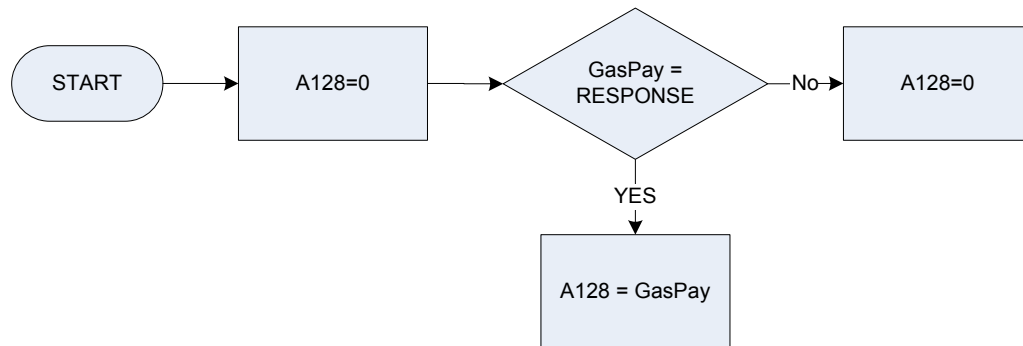 START
A128=0
GasPay =
RESPONSE
No
A128=0
YES
A128 = GasPay